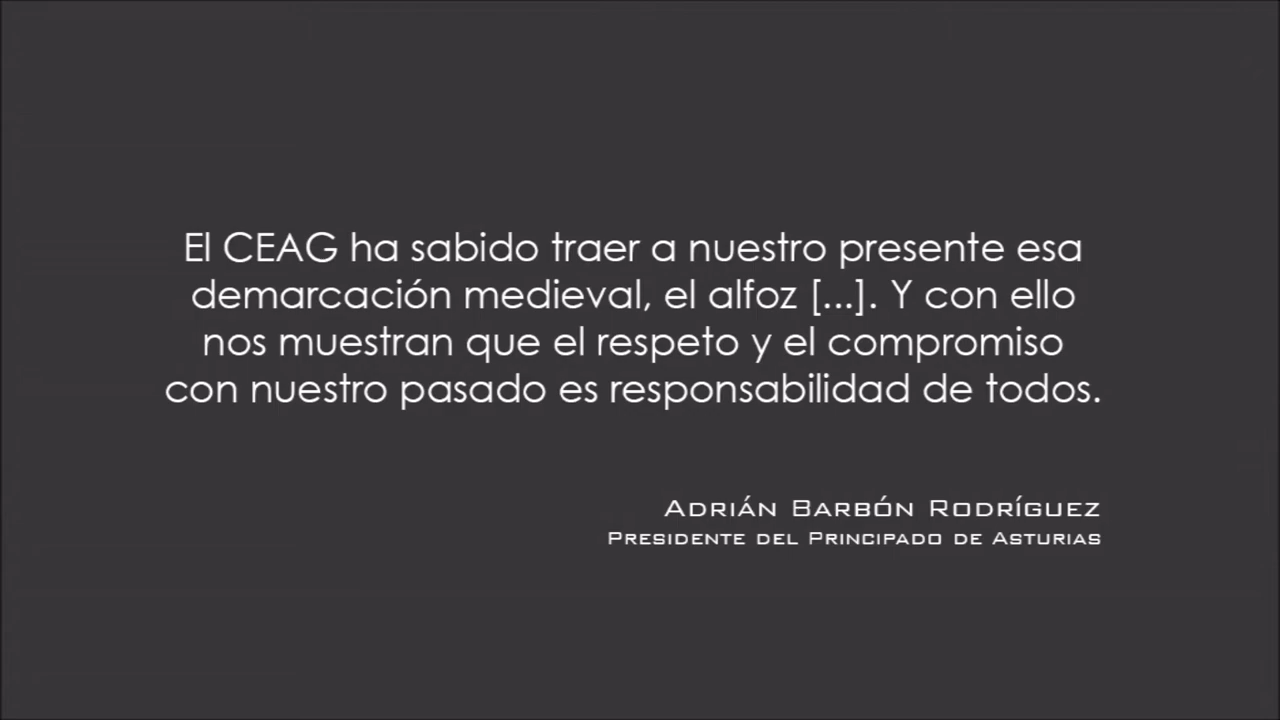 El CEAG ha sabido traer a nuestro presente esa
demarcación medieval, el alfoz [...]. Y con ello
nos muestran que el respeto y el compromiso
con nuestro pasado es responsabilidad de todos.
Adrián Barbón Rodríguez
Presidente del Principado de Asturias